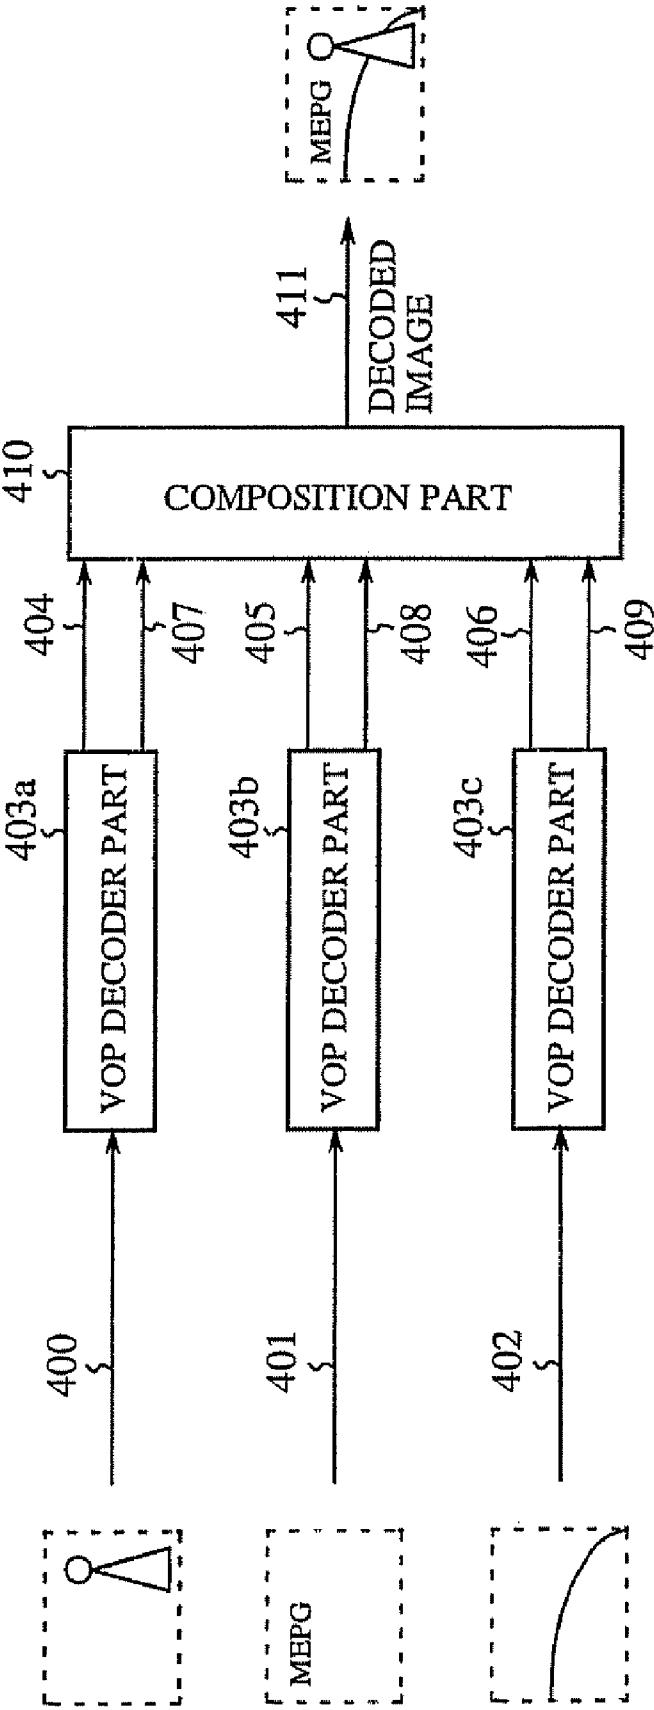 403a
404
410
400
VOP DECODER PART
407
403b
405
401
411
MEPG
MEPG
VOP DECODER PART
COMPOSITION PART
DECODED
IMAGE
408
403c
406
402
VOP DECODER PART
409